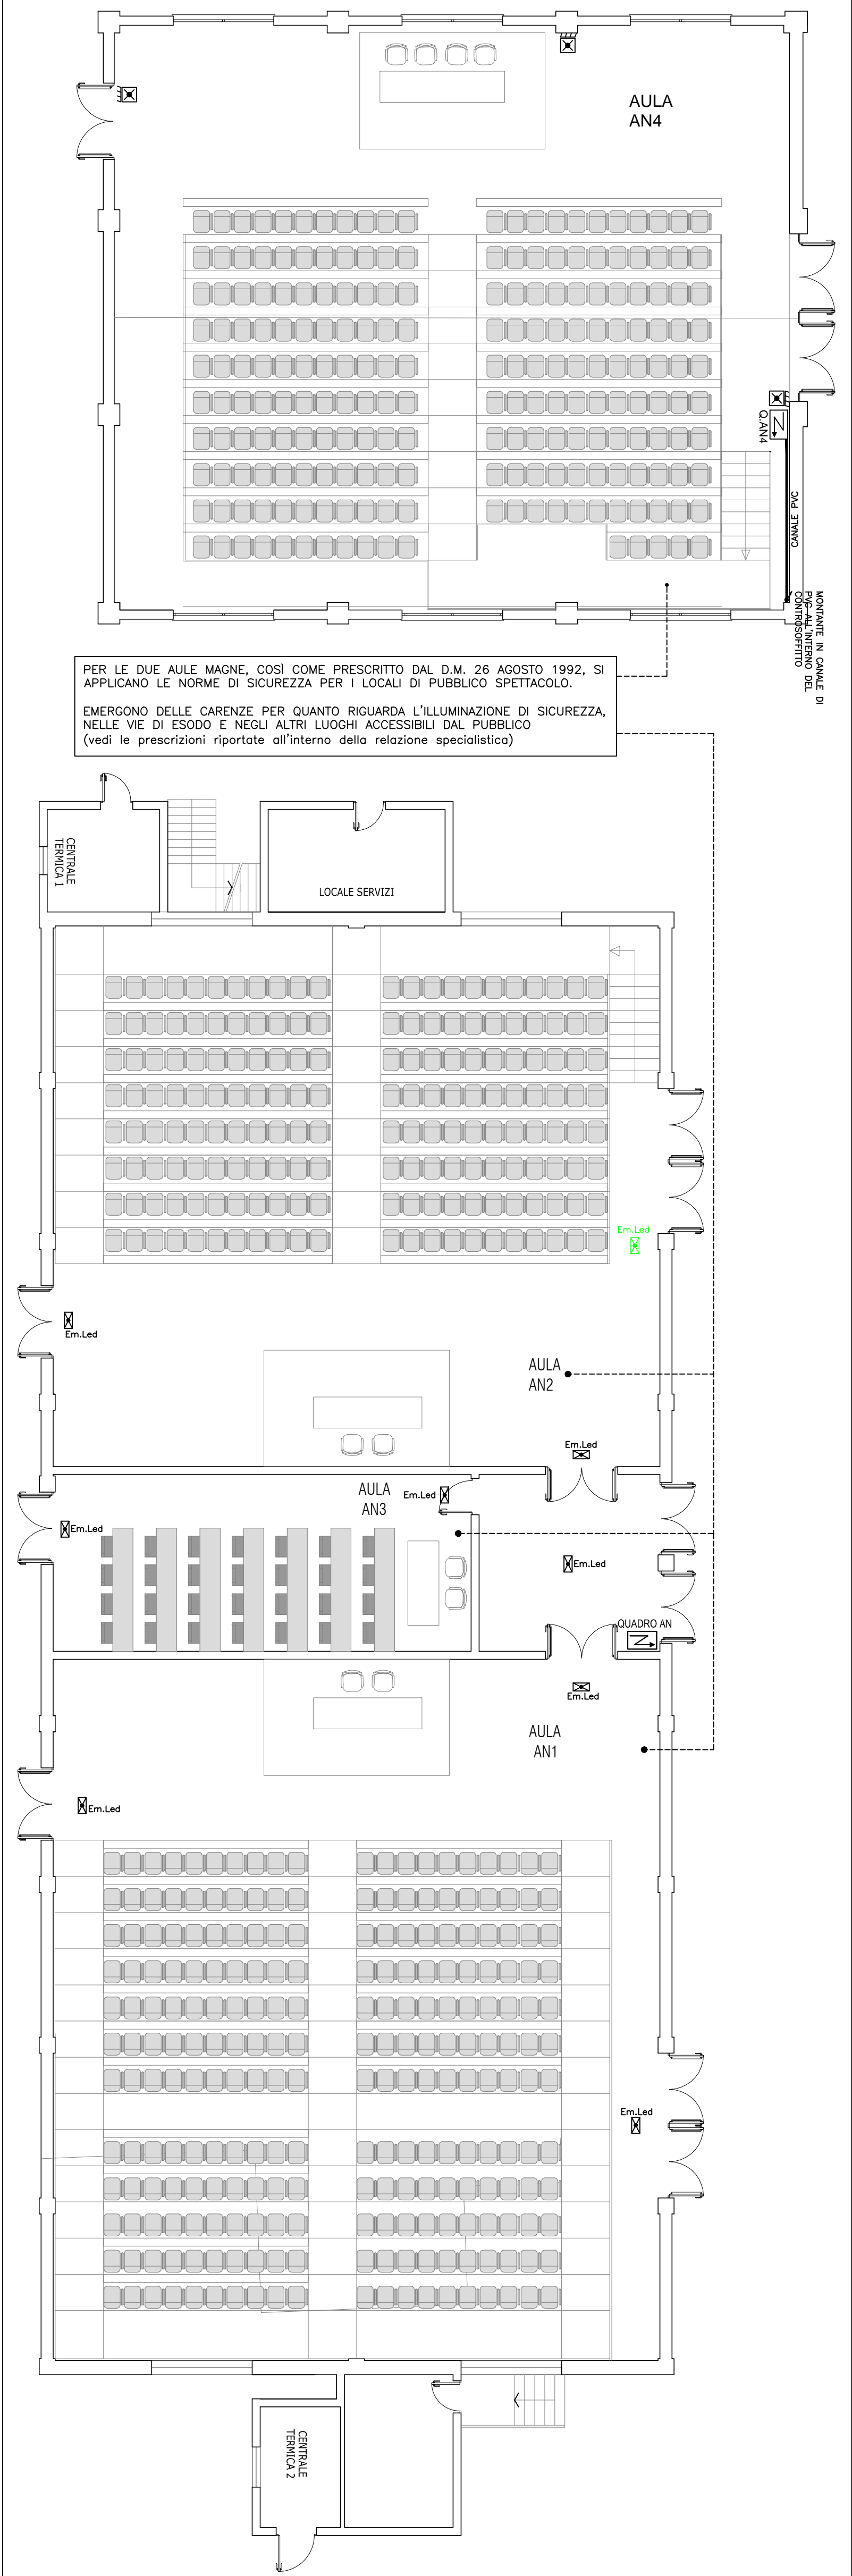 AULA
AN4
Q.AN4
CANALE PVC
MONTANTE IN CANALE DI
PVC ALL'INTERNO DEL
CONTROSOFFITTO
PER LE DUE AULE MAGNE, COSÌ COME PRESCRITTO DAL D.M. 26 AGOSTO 1992, SI
APPLICANO LE NORME DI SICUREZZA PER I LOCALI DI PUBBLICO SPETTACOLO.
EMERGONO DELLE CARENZE PER QUANTO RIGUARDA L'ILLUMINAZIONE DI SICUREZZA,
NELLE VIE DI ESODO E NEGLI ALTRI LUOGHI ACCESSIBILI DAL PUBBLICO
(vedi le prescrizioni riportate all'interno della relazione specialistica)
CENTRALE
TERMICA 1
LOCALE SERVIZI
Em.Led
Em.Led
AULA
AN2
Em.Led
AULA
AN3
Em.Led
Em.Led
Em.Led
QUADRO AN
Em.Led
AULA
AN1
Em.Led
Em.Led
CENTRALE
TERMICA 2